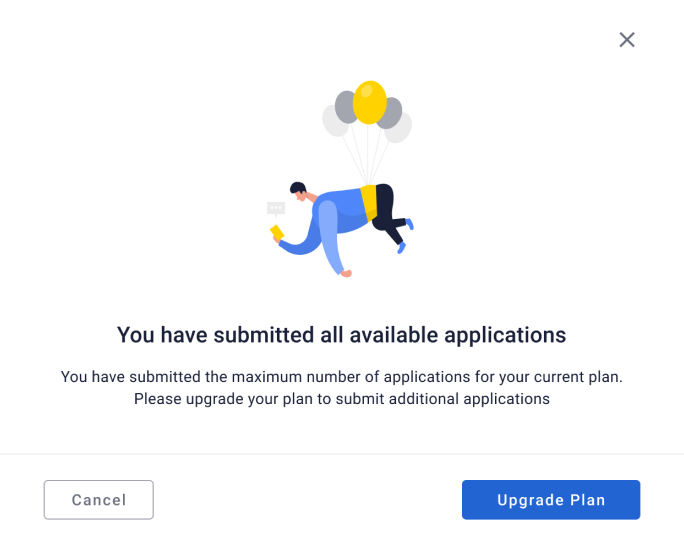 You have submitted all available applications
You have submitted the maximum number of applications for your current plan.
Please upgrade your plan to submit additional applications
Cancel
Upgrade Plan